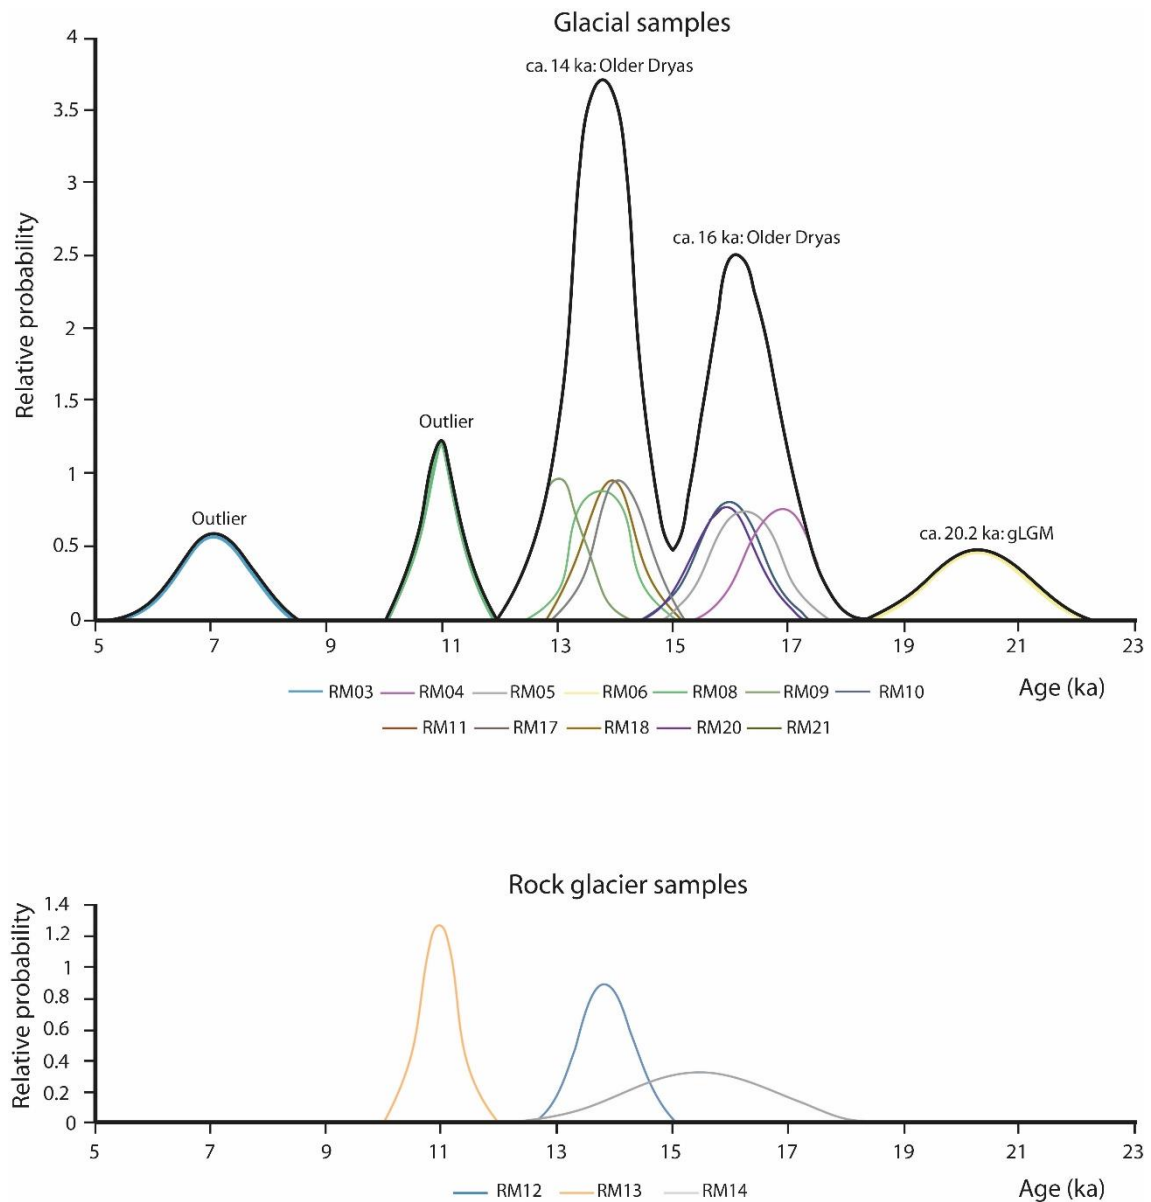 Glacial samples
4
ca. 14 ka: Older Dryas
3.5
3
2.5
ca. 16 ka: Older Dryas
2
1.5
Outlier
1
Outlier
0.5
ca. 20.2 ka: gLGM
0
Relative probability
5 7 9 11 13 15 17 19 21 23
RM03 RM04 RM05 RM06 RM08 RM09 RM10
Age (ka)
RM11 RM17 RM18 RM20 RM21
Rock glacier samples
1.4
1.2
1
0.8
0.6
0.4
0.2
0
Relative probability
5 7 9 11 13 15 17 19 21 23
RM12 RM13 RM14
Age (ka)